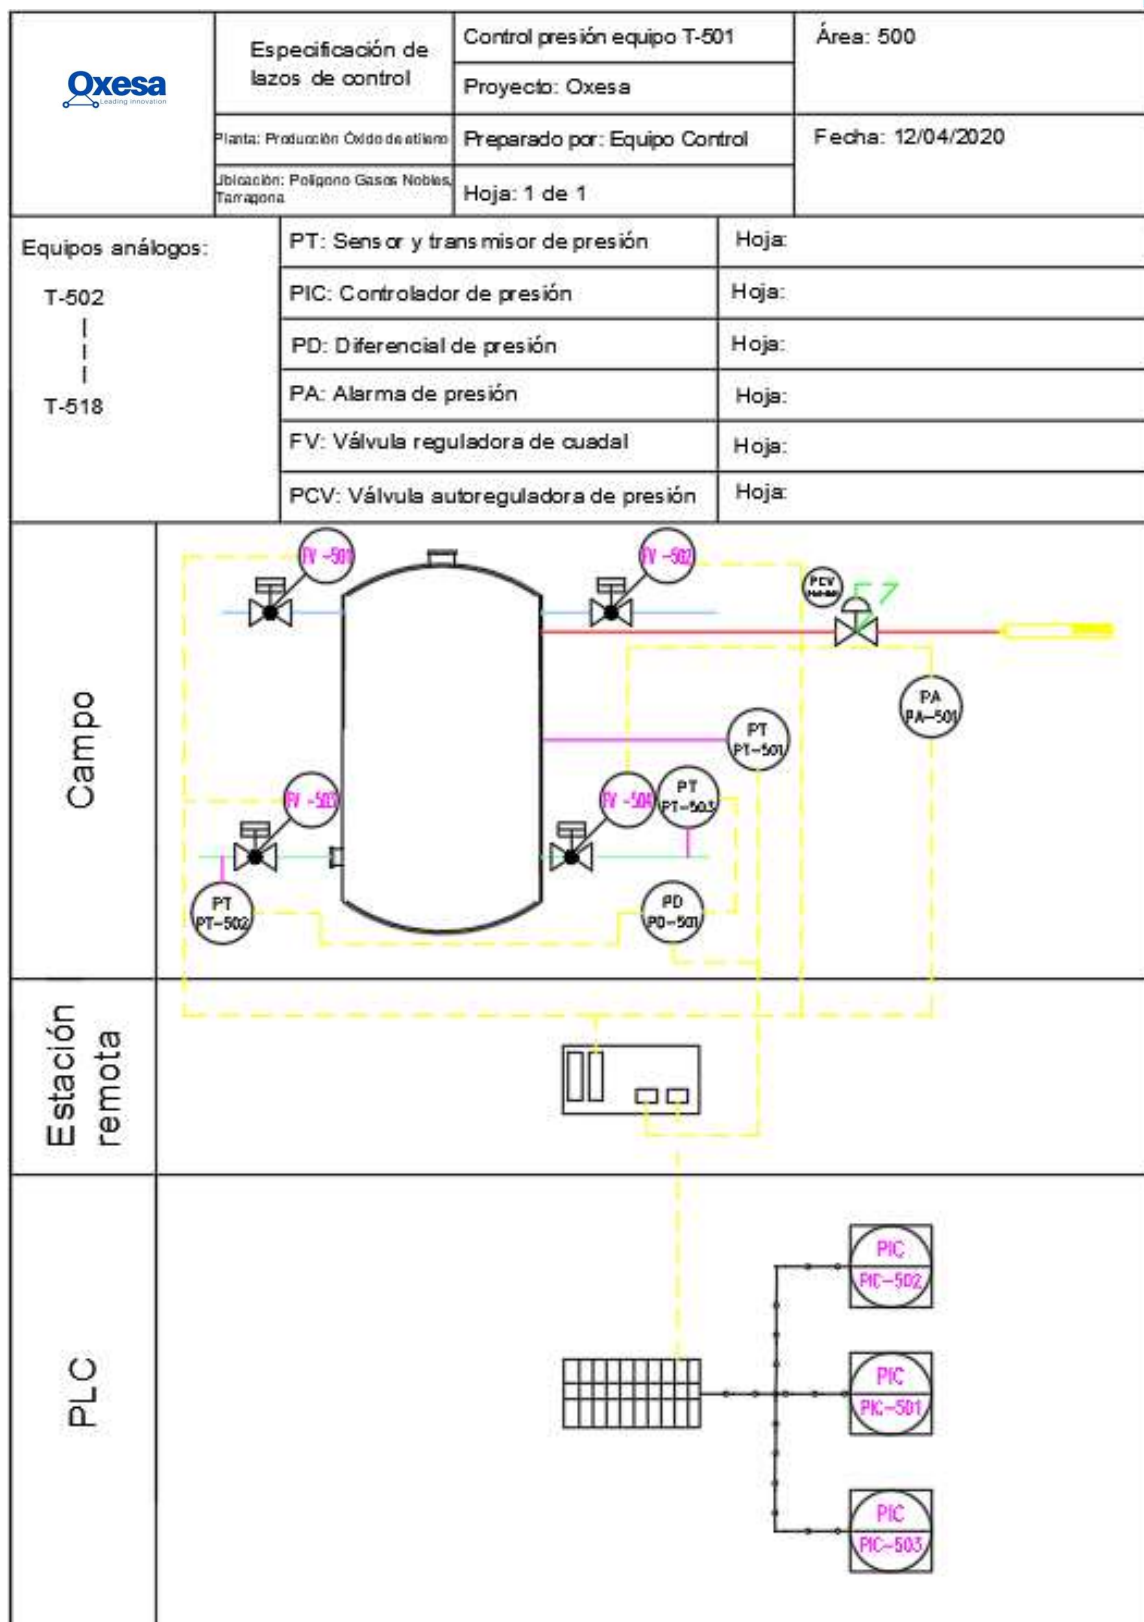 Oxesa
Leading innovation
Especificación de
lazos de control
Control presión equipo T-501
Área: 500
Proyecto: Oxesa
Planta: Producción Óxido de etileno
Preparado por: Equipo Control
Fecha: 12/04/2020
Ubicación: Polígono Gasos Nobles,
Tarragona
Hoja: 1 de 1
Equipos análogos:
T-502
T-518
PT: Sensor y transmisor de presión
Hoja:
PIC: Controlador de presión
Hoja:
PD: Diferencial de presión
Hoja:
PA: Alarma de presión
Hoja:
FV: Válvula reguladora de cuadal
Hoja:
PCV: Válvula autoreguladora de presión
Hoja:
Campo
FV -501
FV -502
PCV
PA
PA-501
PT
PT-501
FV -503
FV -504
PT
PT-503
PT
PT-502
PD
PD-501
Estación
remota
PLC
PIC
PIC-502
PIC
PIC-501
PIC
PIC-503